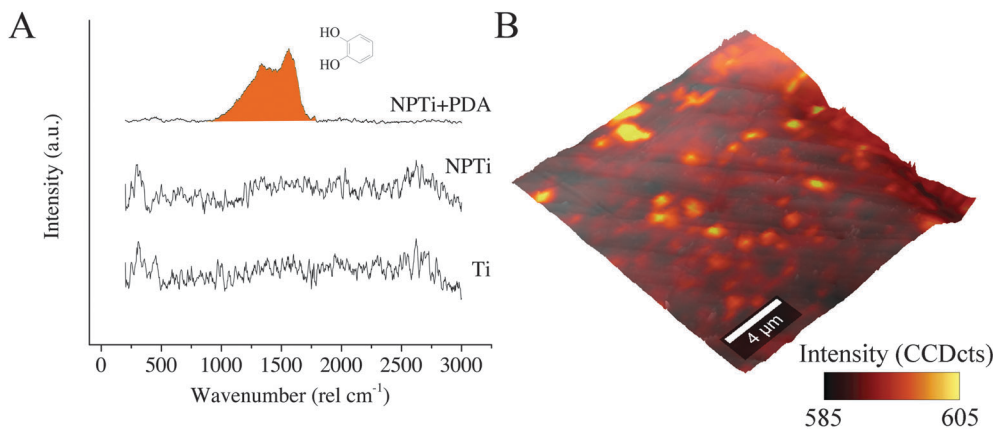 A
HO
HO
NPTi+PDA
NPTi
Ti
Intensity (a.u.)
0 500 1000 1500 2000 2500 3000
Wavenumber (rel cm⁻¹)
B
4 μm
Intensity (CCDcts)
585 605